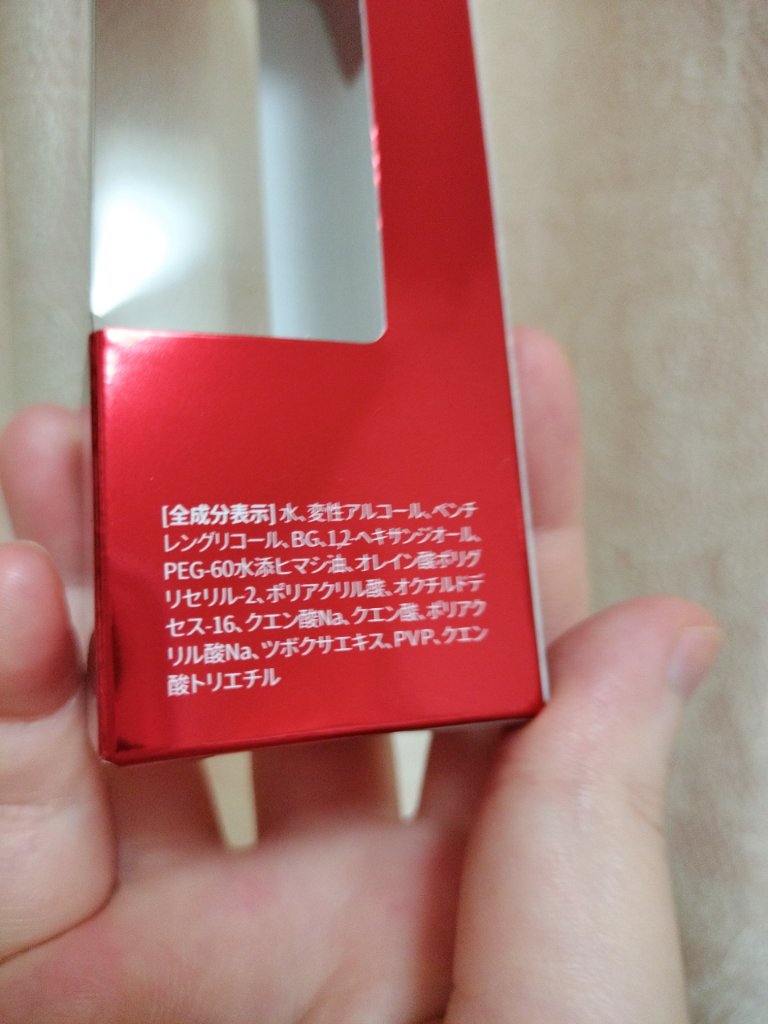 [全成分表示] 水、変性アルコール、ペンチ
レングリコール、BG、1,2-ヘキサンジオール、
PEG-60水添ヒマシ油、オレイン酸ポリグ
リセリル-2、ポリアクリル酸、オクチルドデ
セス-16、クエン酸Na、クエン酸、ポリアク
リル酸Na、ツボクサエキス、PVP、クエン
酸トリエチル